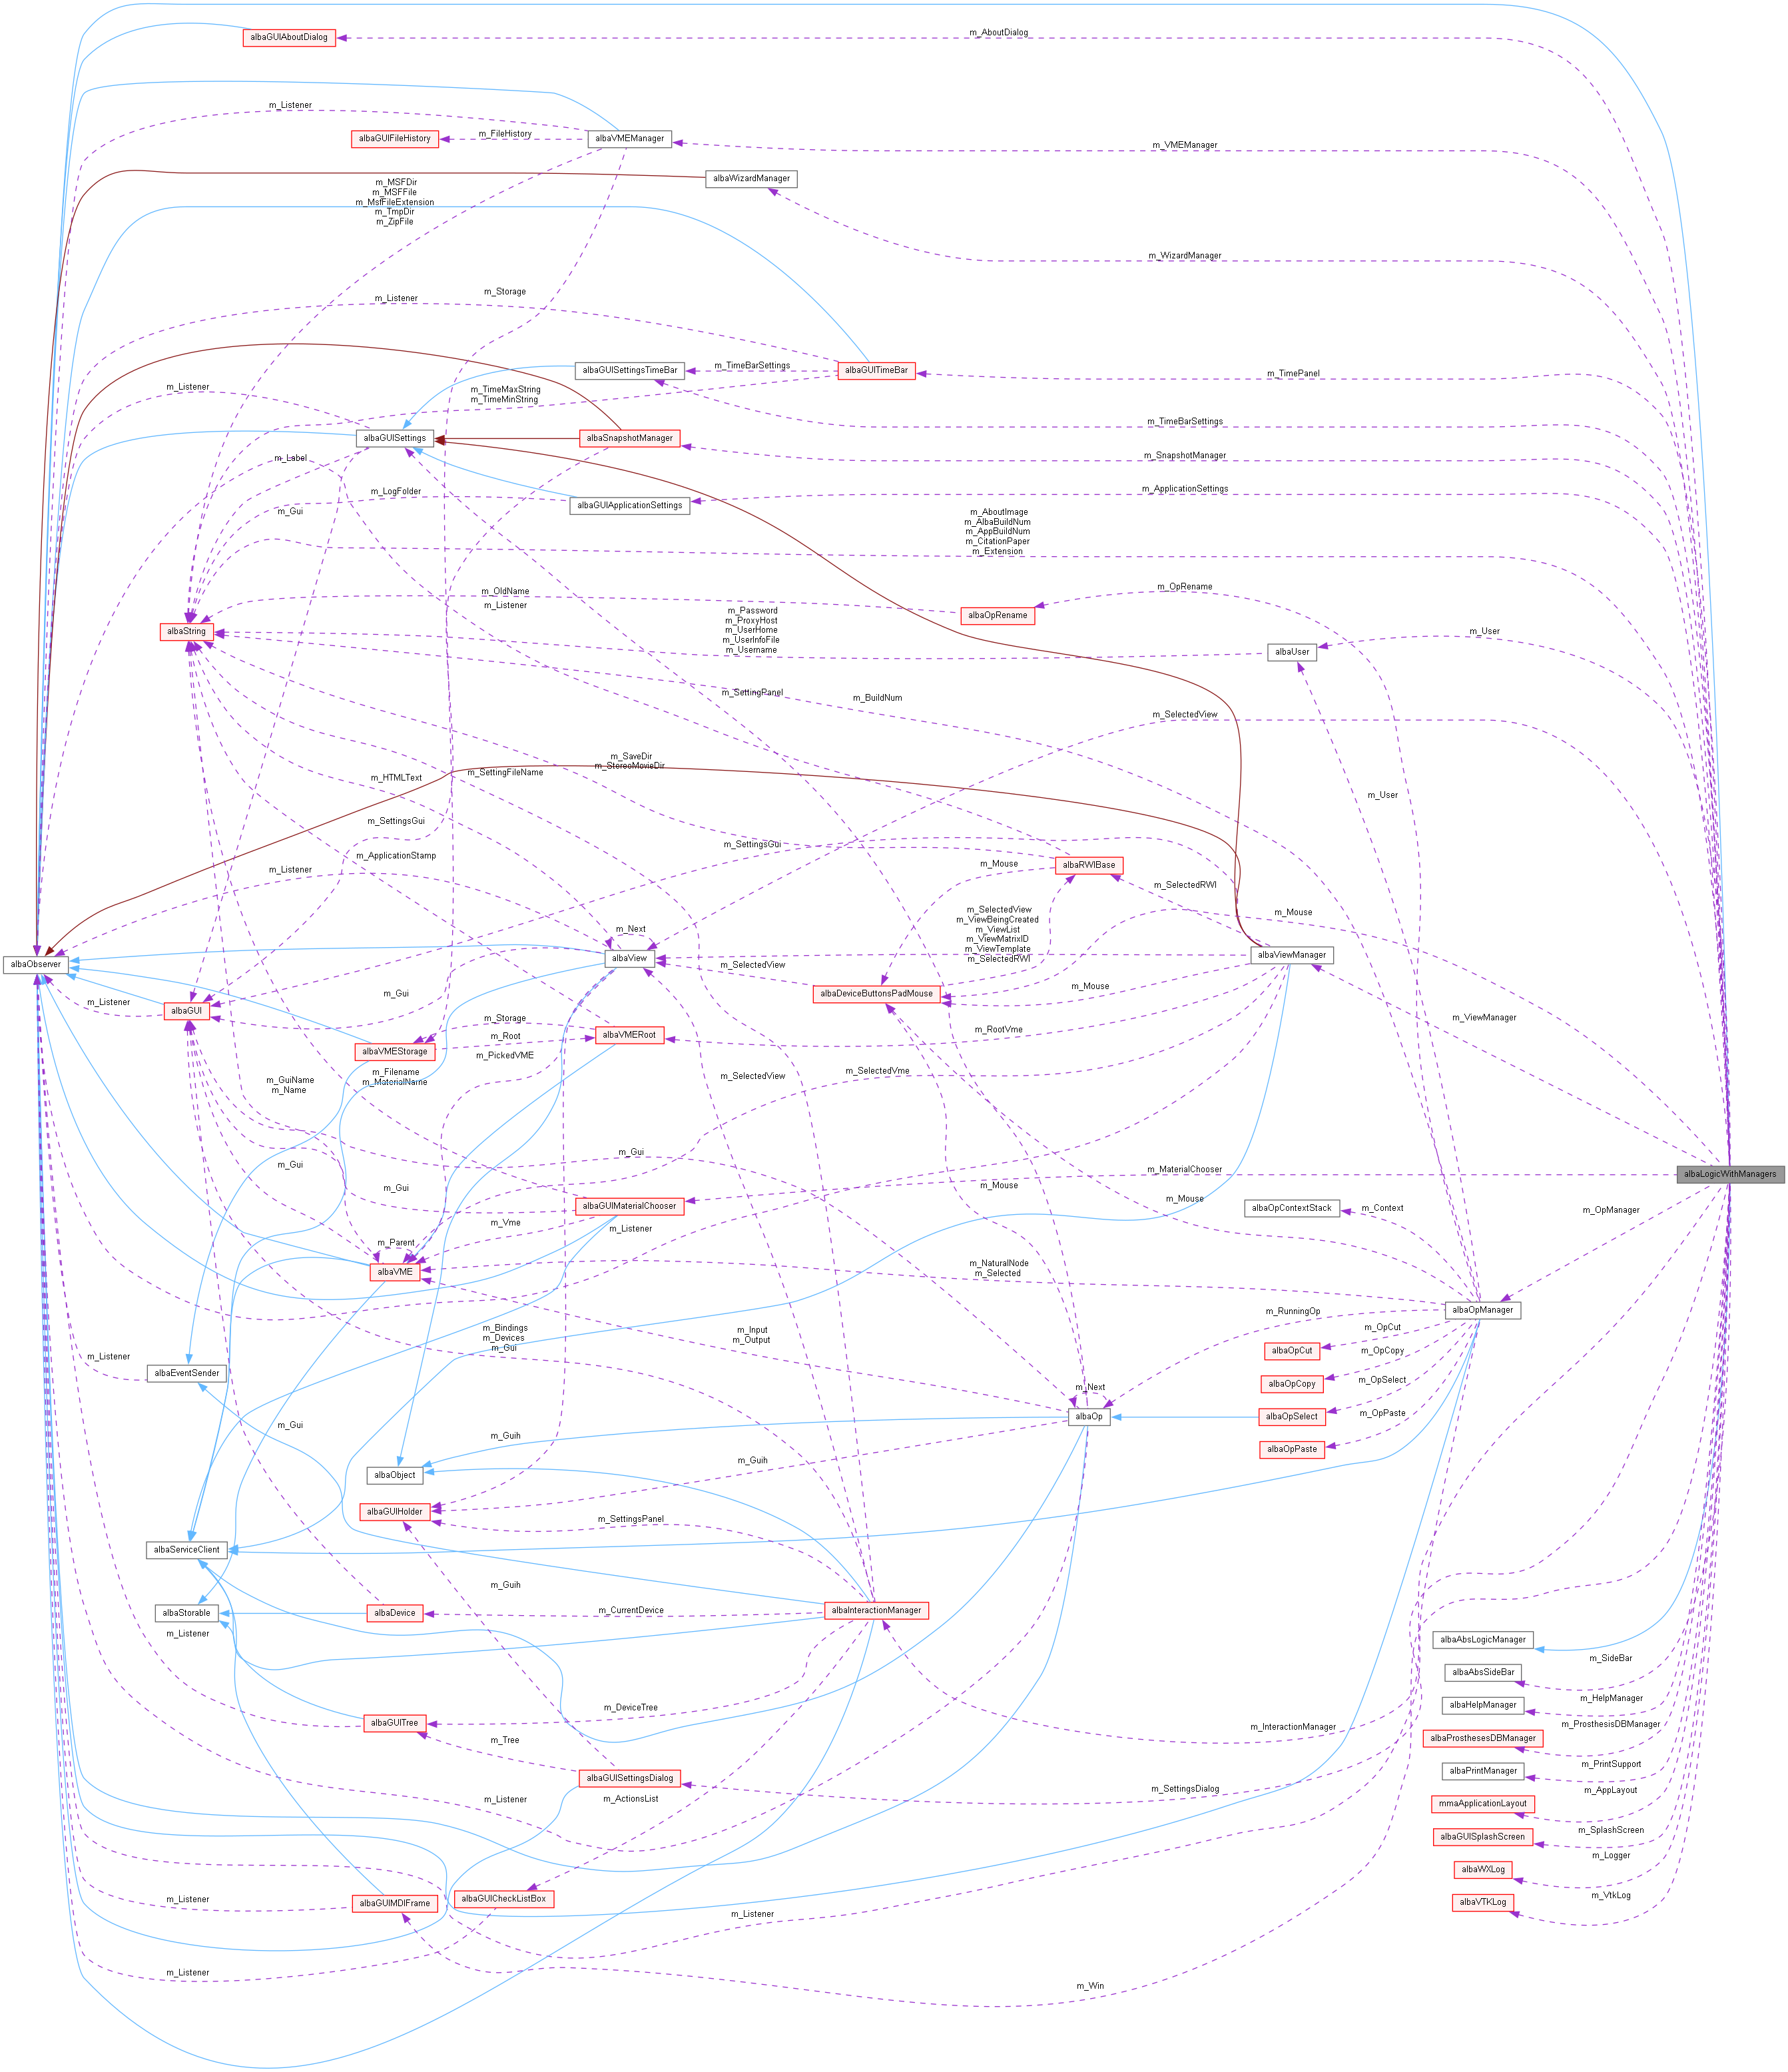 m_AboutDialog
albaGUIAboutDialog
m_Listener
m_FileHistory
albaGUIFileHistory
albaVMEManager
m_VMEManager
albaWizardManager
m_MSFDir
m_MSFFile
m_MsfFileExtension
m_TmpDir
m_ZipFile
m_WizardManager
m_Storage
m_Listener
m_TimeBarSettings
albaGUISettingsTimeBar
albaGUITimeBar
m_TimePanel
m_Listener
m_TimeMaxString
m_TimeMinString
m_TimeBarSettings
albaGUISettings
albaSnapshotManager
m_Label
m_SnapshotManager
m_LogFolder
m_ApplicationSettings
albaGUIApplicationSettings
m_Gui
m_AboutImage
m_AlbaBuildNum
m_AppBuildNum
m_CitationPaper
m_Extension
m_OldName
m_OpRename
m_Listener
albaOpRename
m_Password
m_ProxyHost
m_UserHome
m_UserInfoFile
m_Username
albaString
m_User
albaUser
m_SettingPanel
m_BuildNum
m_SelectedView
m_SaveDir
m_StereoMovieDir
m_HTMLText
m_SettingFileName
m_User
m_SettingsGui
m_SettingsGui
m_ApplicationStamp
m_Mouse
albaRWIBase
m_Listener
m_SelectedRWI
m_Next
m_SelectedView
m_ViewBeingCreated
m_ViewList
m_ViewMatrixID
m_ViewTemplate
m_SelectedRWI
m_Mouse
albaObserver
albaView
m_SelectedView
albaViewManager
m_Gui
m_Mouse
albaDeviceButtonsPadMouse
m_Listener
albaGUI
m_Storage
m_ViewManager
m_RootVme
m_Root
albaVMERoot
albaVMEStorage
m_PickedVME
m_Filename
m_MaterialName
m_GuiName
m_Name
m_SelectedView
m_SelectedVme
m_Gui
m_Gui
m_MaterialChooser
albaLogicWithManagers
m_Gui
m_Mouse
m_Mouse
albaGUIMaterialChooser
albaOpContextStack
m_Context
m_OpManager
m_Vme
m_Listener
m_Parent
albaVME
m_NaturalNode
m_Selected
m_RunningOp
albaOpManager
m_OpCut
m_Bindings
m_Devices
m_Gui
m_Input
m_Output
albaOpCut
m_OpCopy
m_Listener
albaEventSender
m_OpSelect
albaOpCopy
m_Next
m_Gui
m_Guih
albaOp
albaOpSelect
m_OpPaste
albaOpPaste
m_Guih
albaObject
albaGUIHolder
m_SettingsPanel
albaServiceClient
m_Guih
m_CurrentDevice
albaStorable
albaDevice
albaInteractionManager
m_Listener
albaAbsLogicManager
m_SideBar
albaAbsSideBar
m_HelpManager
albaHelpManager
m_DeviceTree
albaGUITree
m_InteractionManager
m_ProsthesisDBManager
albaProsthesesDBManager
m_Tree
m_PrintSupport
albaPrintManager
albaGUISettingsDialog
m_SettingsDialog
m_AppLayout
m_Listener
m_ActionsList
mmaApplicationLayout
m_SplashScreen
albaGUISplashScreen
m_Logger
albaWXLog
m_Listener
albaGUIMDIFrame
albaGUICheckListBox
m_VtkLog
albaVTKLog
m_Listener
m_Listener
m_Win